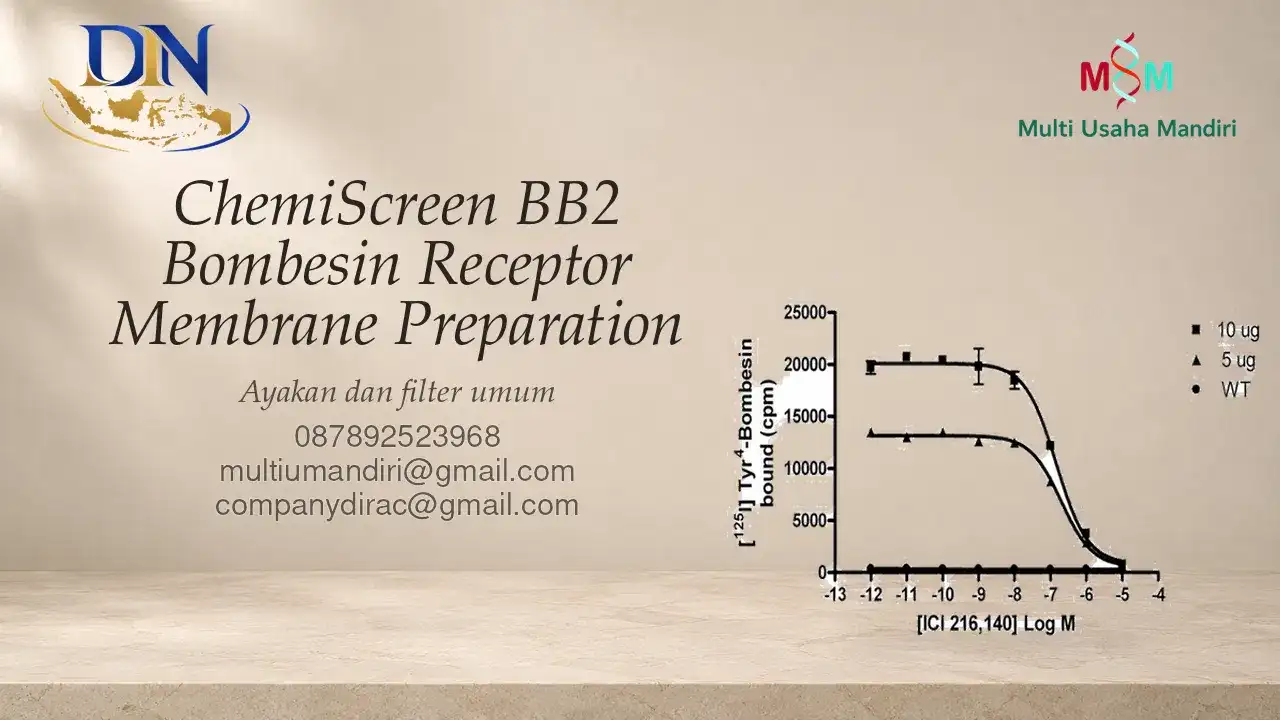 DIN
M M
Multi Usaha Mandiri
ChemiScreen BB2
Bombesin Receptor
Membrane Preparation
Ayakan dan filter umum
087892523968
multiumandiri@gmail.com
companydirac@gmail.com
[¹²⁵I] Tyr⁴-Bombesin
bound (cpm)
25000
20000
15000
10000
5000
0
-13 -12 -11 -10 -9 -8 -7 -6 -5 -4
[ICI 216,140] Log M
10 ug
5 ug
WT